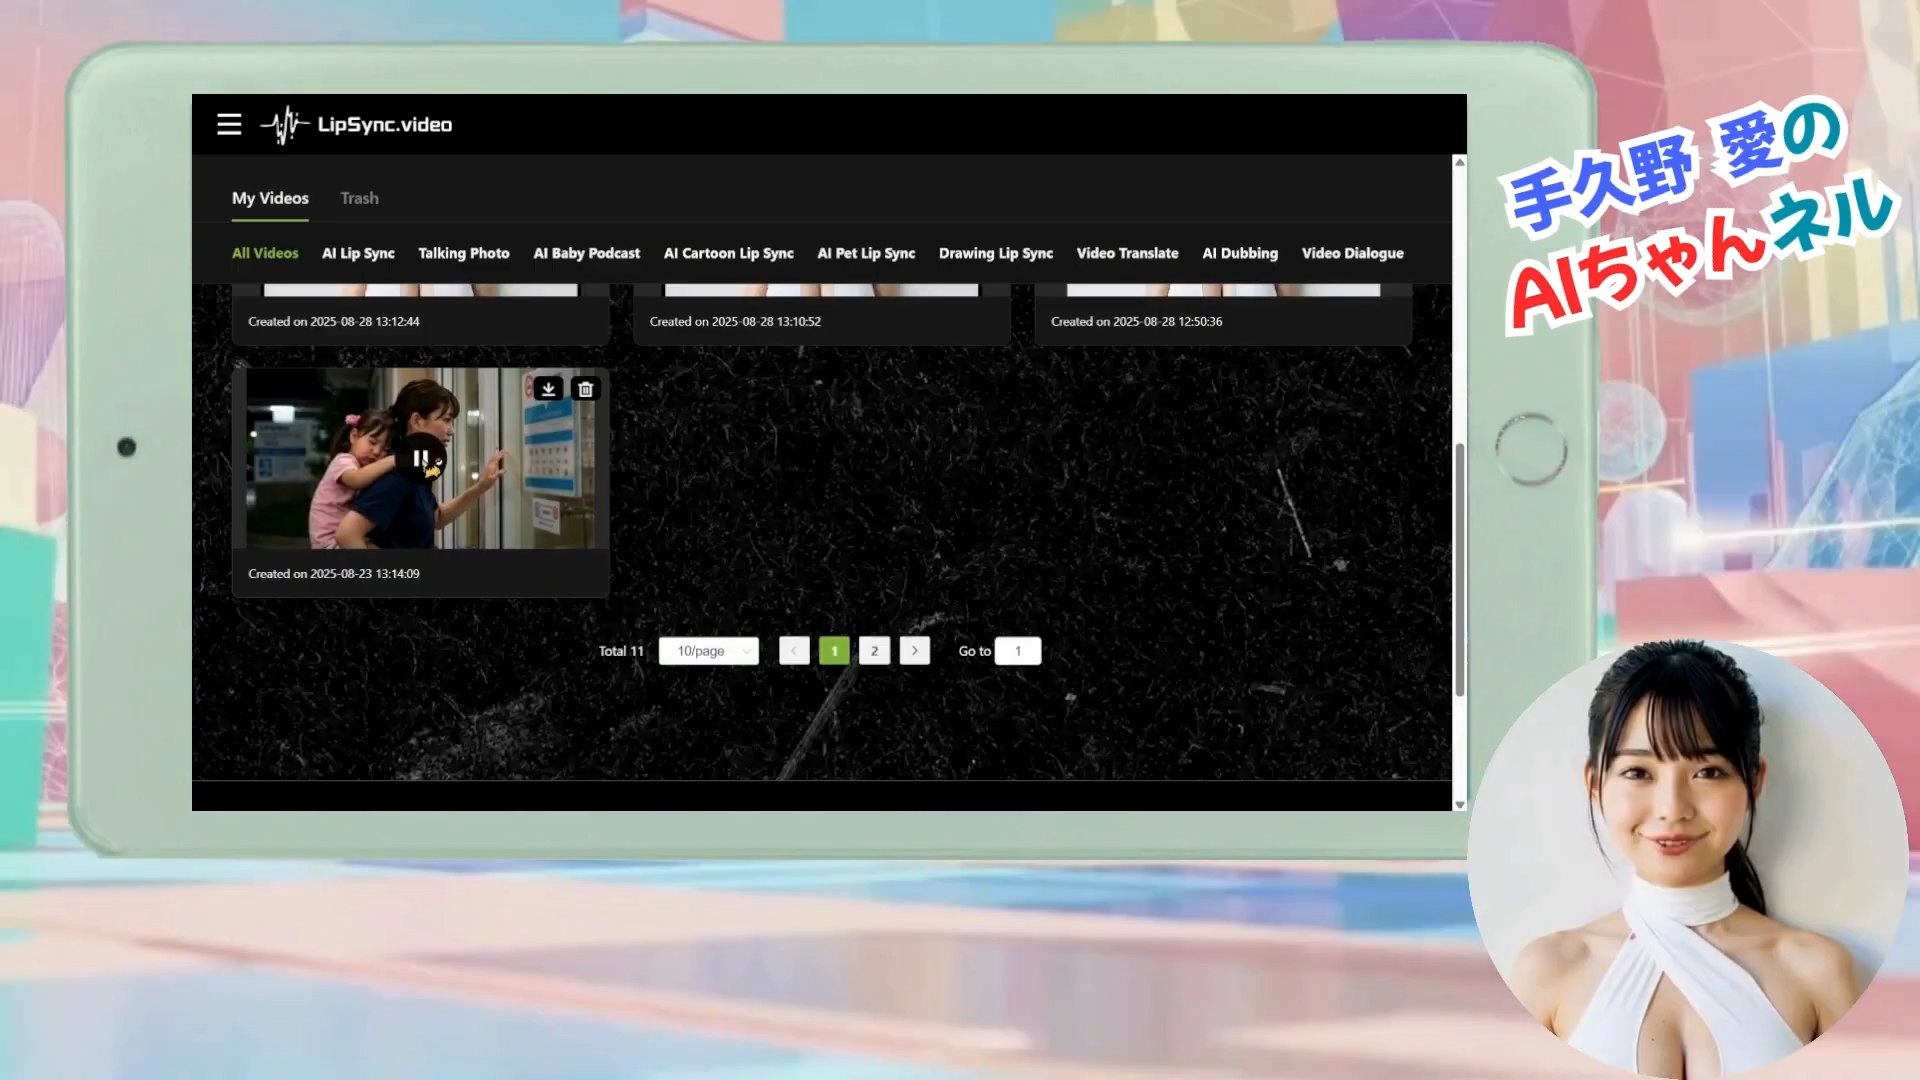 LipSync.video
手久野 愛の
AIちゃんネル
My Videos Trash
All Videos AI Lip Sync Talking Photo AI Baby Podcast AI Cartoon Lip Sync AI Pet Lip Sync Drawing Lip Sync Video Translate AI Dubbing Video Dialogue
Created on 2025-08-28 13:12:44
Created on 2025-08-28 13:10:52
Created on 2025-08-28 12:50:36
Created on 2025-08-23 13:14:09
Total 11 10/page 1 2 Go to 1